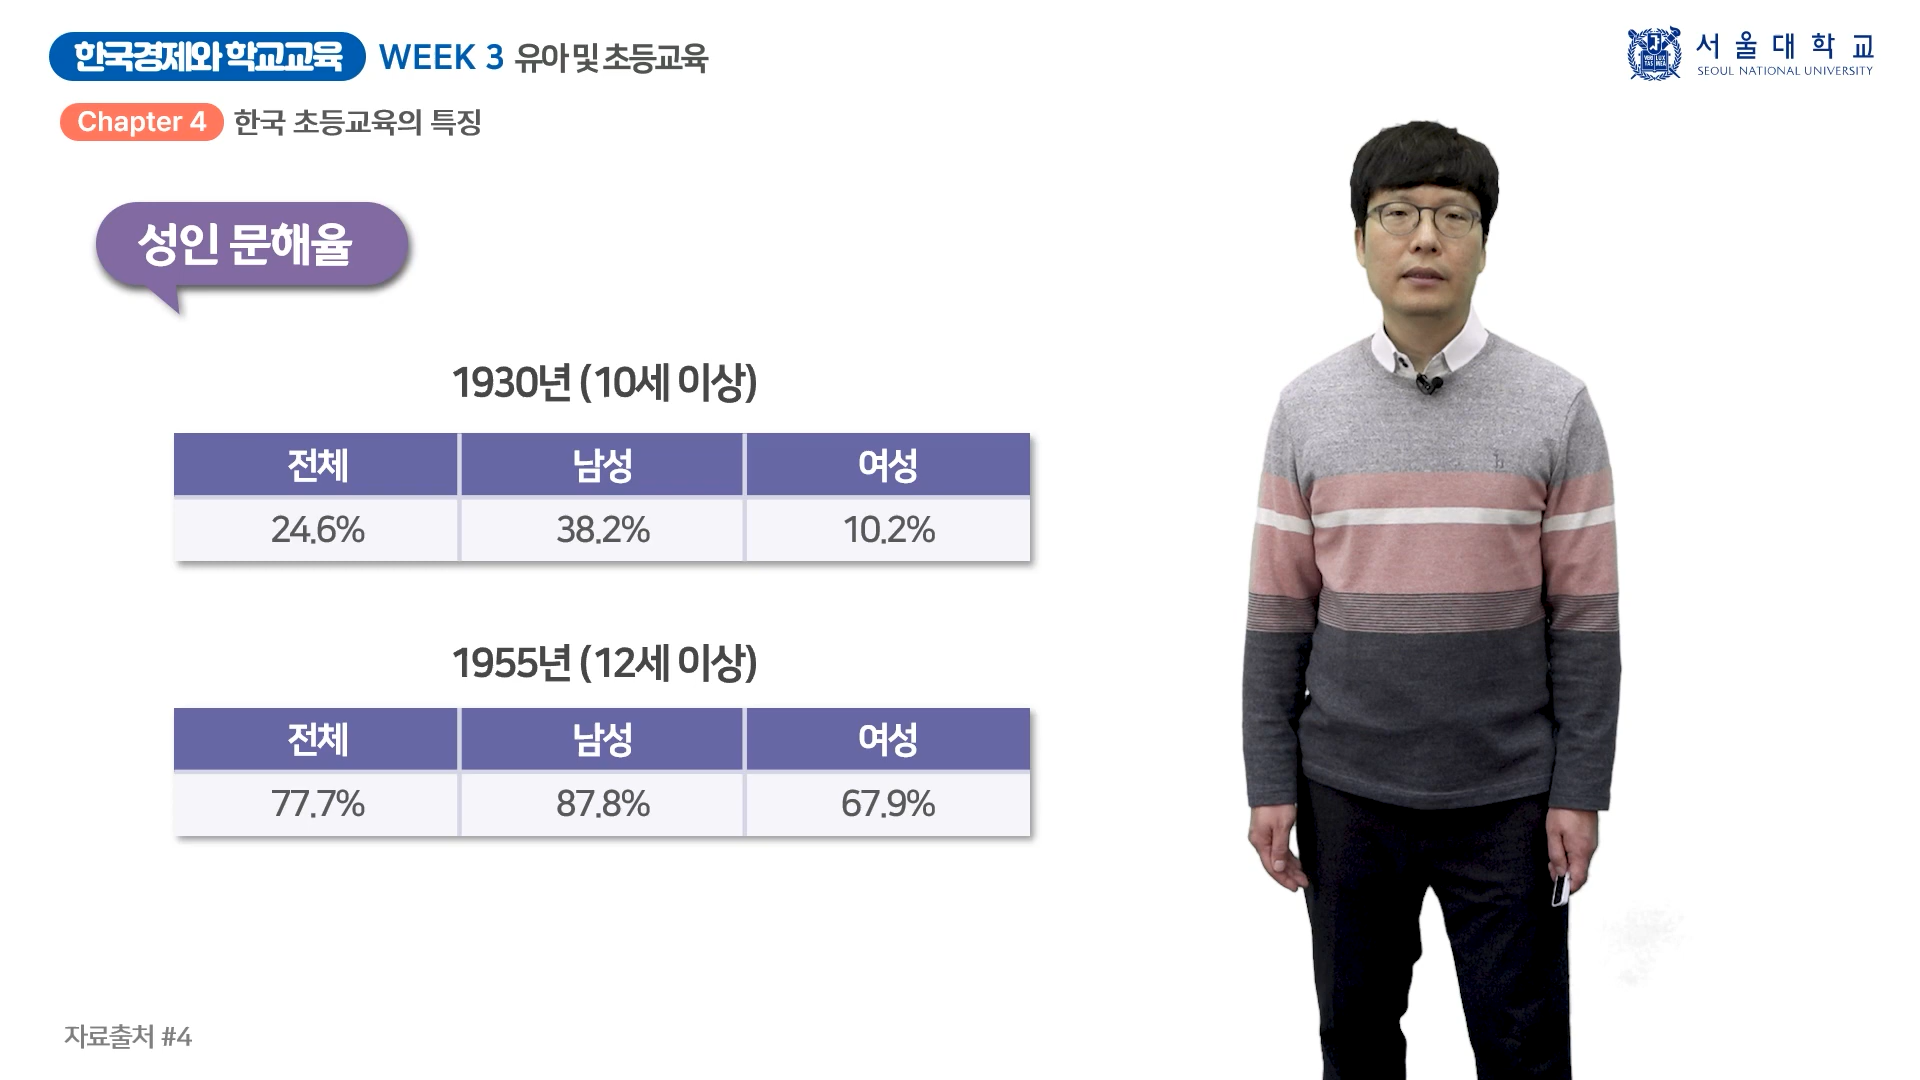 한국경제와 학교교육 WEEK 3 유아 및 초등교육
서울대학교
SEOUL NATIONAL UNIVERSITY
Chapter 4 한국 초등교육의 특징
성인 문해율
1930년 (10세 이상)
전체 남성 여성
24.6% 38.2% 10.2%
1955년 (12세 이상)
전체 남성 여성
77.7% 87.8% 67.9%
자료출처 #4